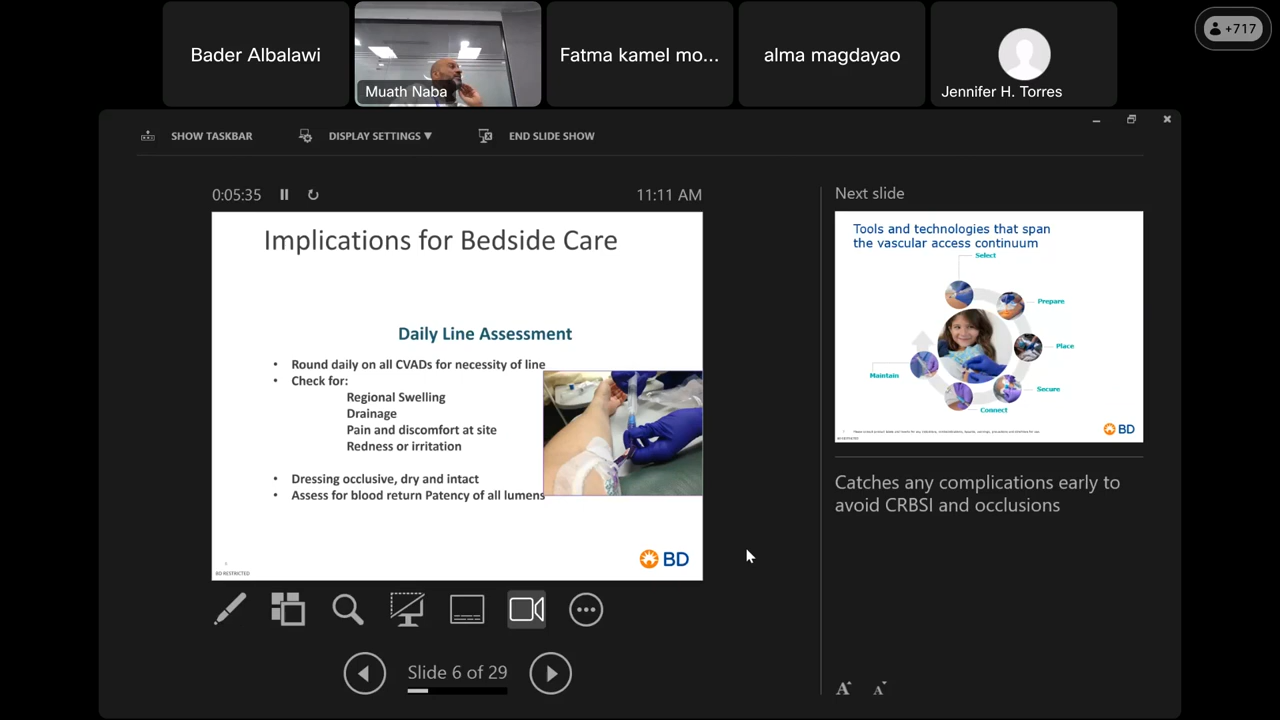 Bader Albalawi
Muath Naba
Fatma kamel mo...
alma magdayao
Jennifer H. Torres
+717
SHOW TASKBAR
DISPLAY SETTINGS ▼
END SLIDE SHOW
0:05:35
11:11 AM
Implications for Bedside Care
Daily Line Assessment
• Round daily on all CVADs for necessity of line
• Check for:
Regional Swelling
Drainage
Pain and discomfort at site
Redness or irritation
• Dressing occlusive, dry and intact
• Assess for blood return Patency of all lumens
BD
BD RESTRICTED
Slide 6 of 29
Next slide
Tools and technologies that span
the vascular access continuum
Select
Prepare
Place
Secure
Connect
Maintain
BD
Catches any complications early to
avoid CRBSI and occlusions
A A